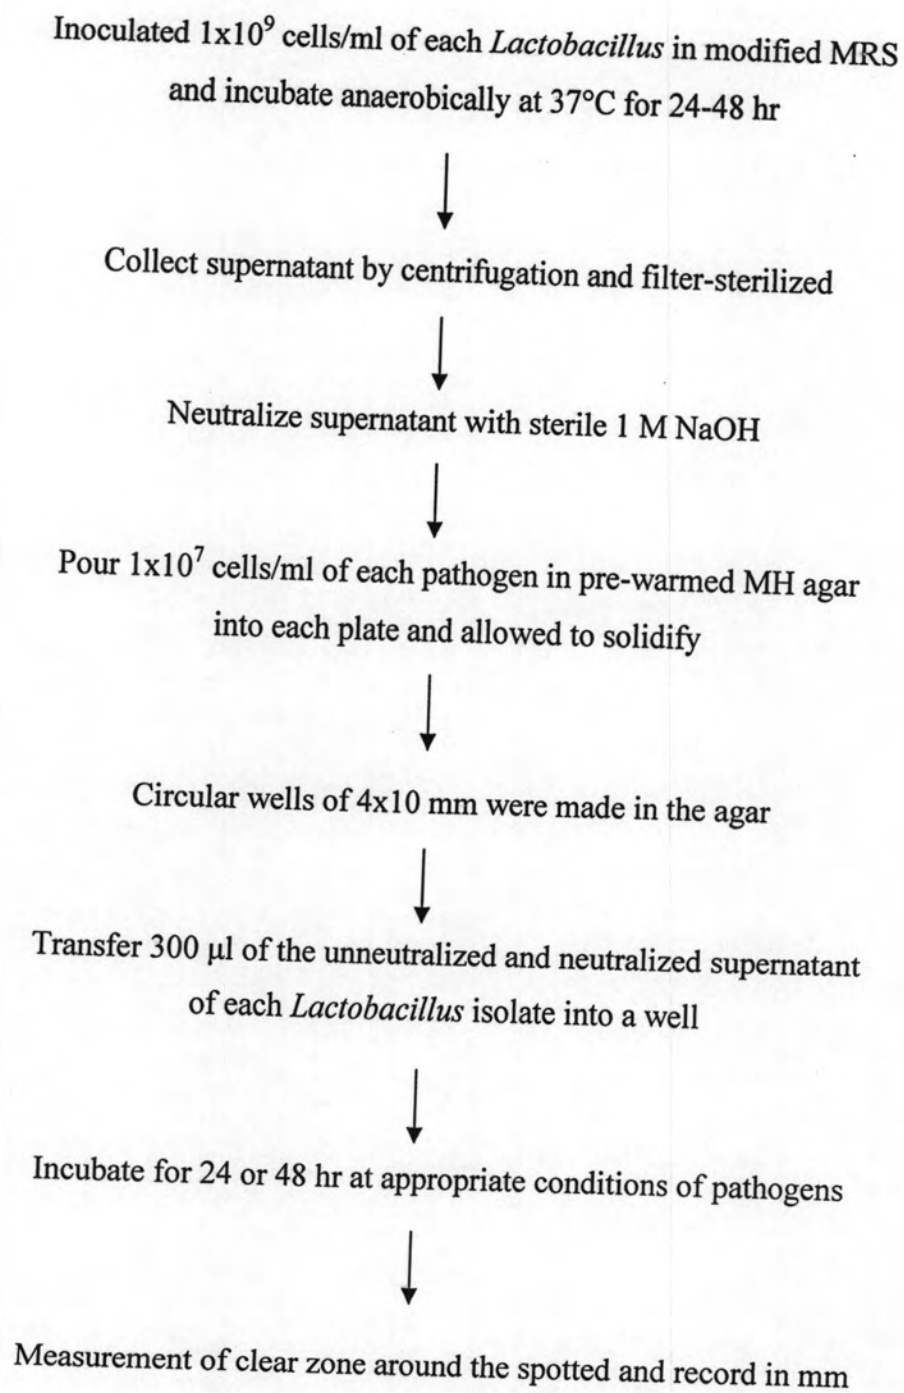 Inoculated 1x10⁹ cells/ml of each Lactobacillus in modified MRS
and incubate anaerobically at 37°C for 24-48 hr
Collect supernatant by centrifugation and filter-sterilized
Neutralize supernatant with sterile 1 M NaOH
Pour 1x10⁷ cells/ml of each pathogen in pre-warmed MH agar
into each plate and allowed to solidify
Circular wells of 4x10 mm were made in the agar
Transfer 300 µl of the unneutralized and neutralized supernatant
of each Lactobacillus isolate into a well
Incubate for 24 or 48 hr at appropriate conditions of pathogens
Measurement of clear zone around the spotted and record in mm